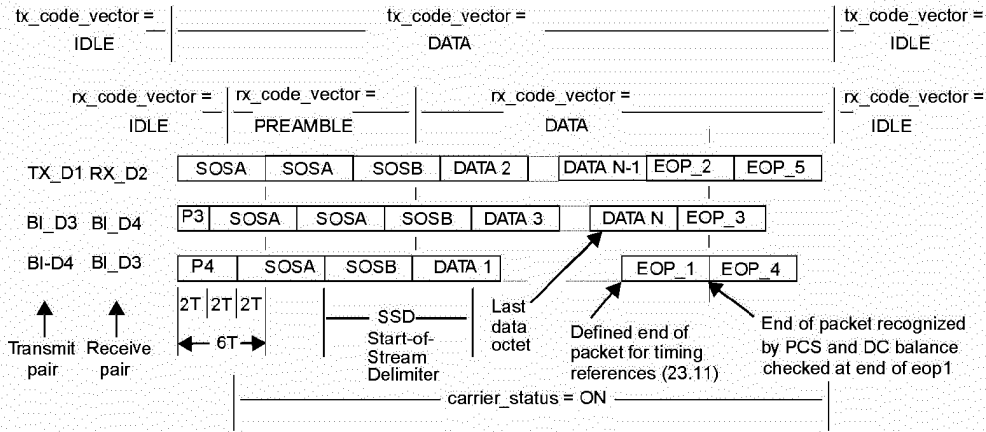 tx_code_vector = tx_code_vector = tx_code_vector =
IDLE DATA IDLE
rx_code_vector = rx_code_vector = rx_code_vector = rx_code_vector =
IDLE PREAMBLE DATA IDLE
TX_D1 RX_D2 SOSA SOSA SOSB DATA 2 DATA N-1 EOP_2 EOP_5
BI_D3 BI_D4 P3 SOSA SOSA SOSB DATA 3 DATA N EOP_3
BI-D4 BI_D3 P4 SOSA SOSB DATA 1 EOP_1 EOP_4
2T 2T 2T
6T
Transmit
pair
Receive
pair
SSD
Start-of-
Stream
Delimiter
Last
data
octet
Defined end of
packet for timing
references (23.11)
End of packet recognized
by PCS and DC balance
checked at end of eop1
carrier_status = ON